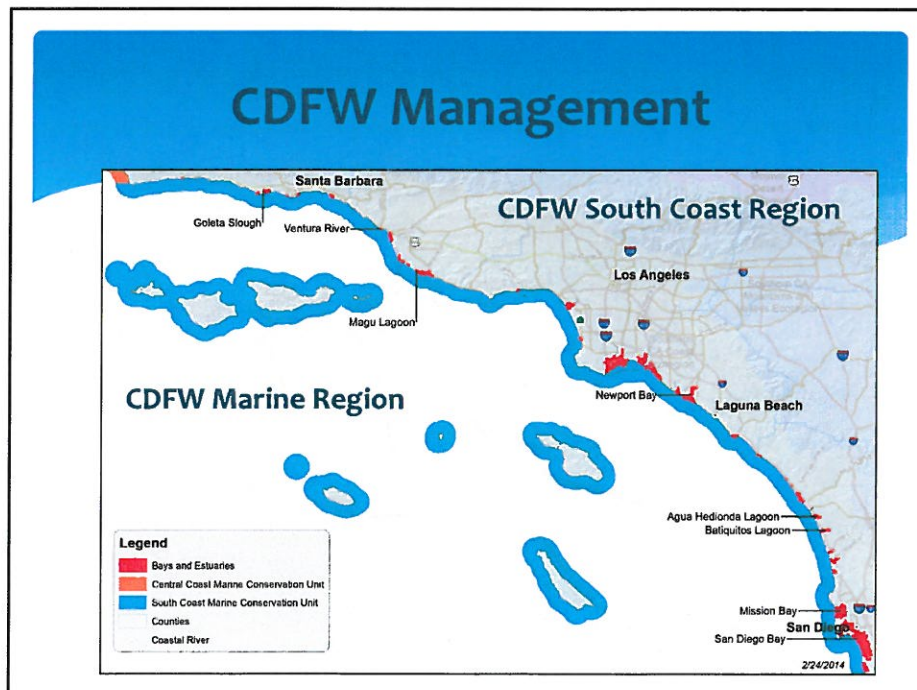 CDFW Management
Santa Barbara
CDFW South Coast Region
Goleta Slough
Ventura River
Los Angeles
Magu Lagoon
CDFW Marine Region
Newport Bay
Laguna Beach
Agua Hedionda Lagoon
Batiquitos Lagoon
Legend
Bays and Estuaries
Central Coast Marine Conservation Unit
South Coast Marine Conservation Unit
Counties
Coastal River
Mission Bay
San Diego
San Diego Bay
2/24/2014